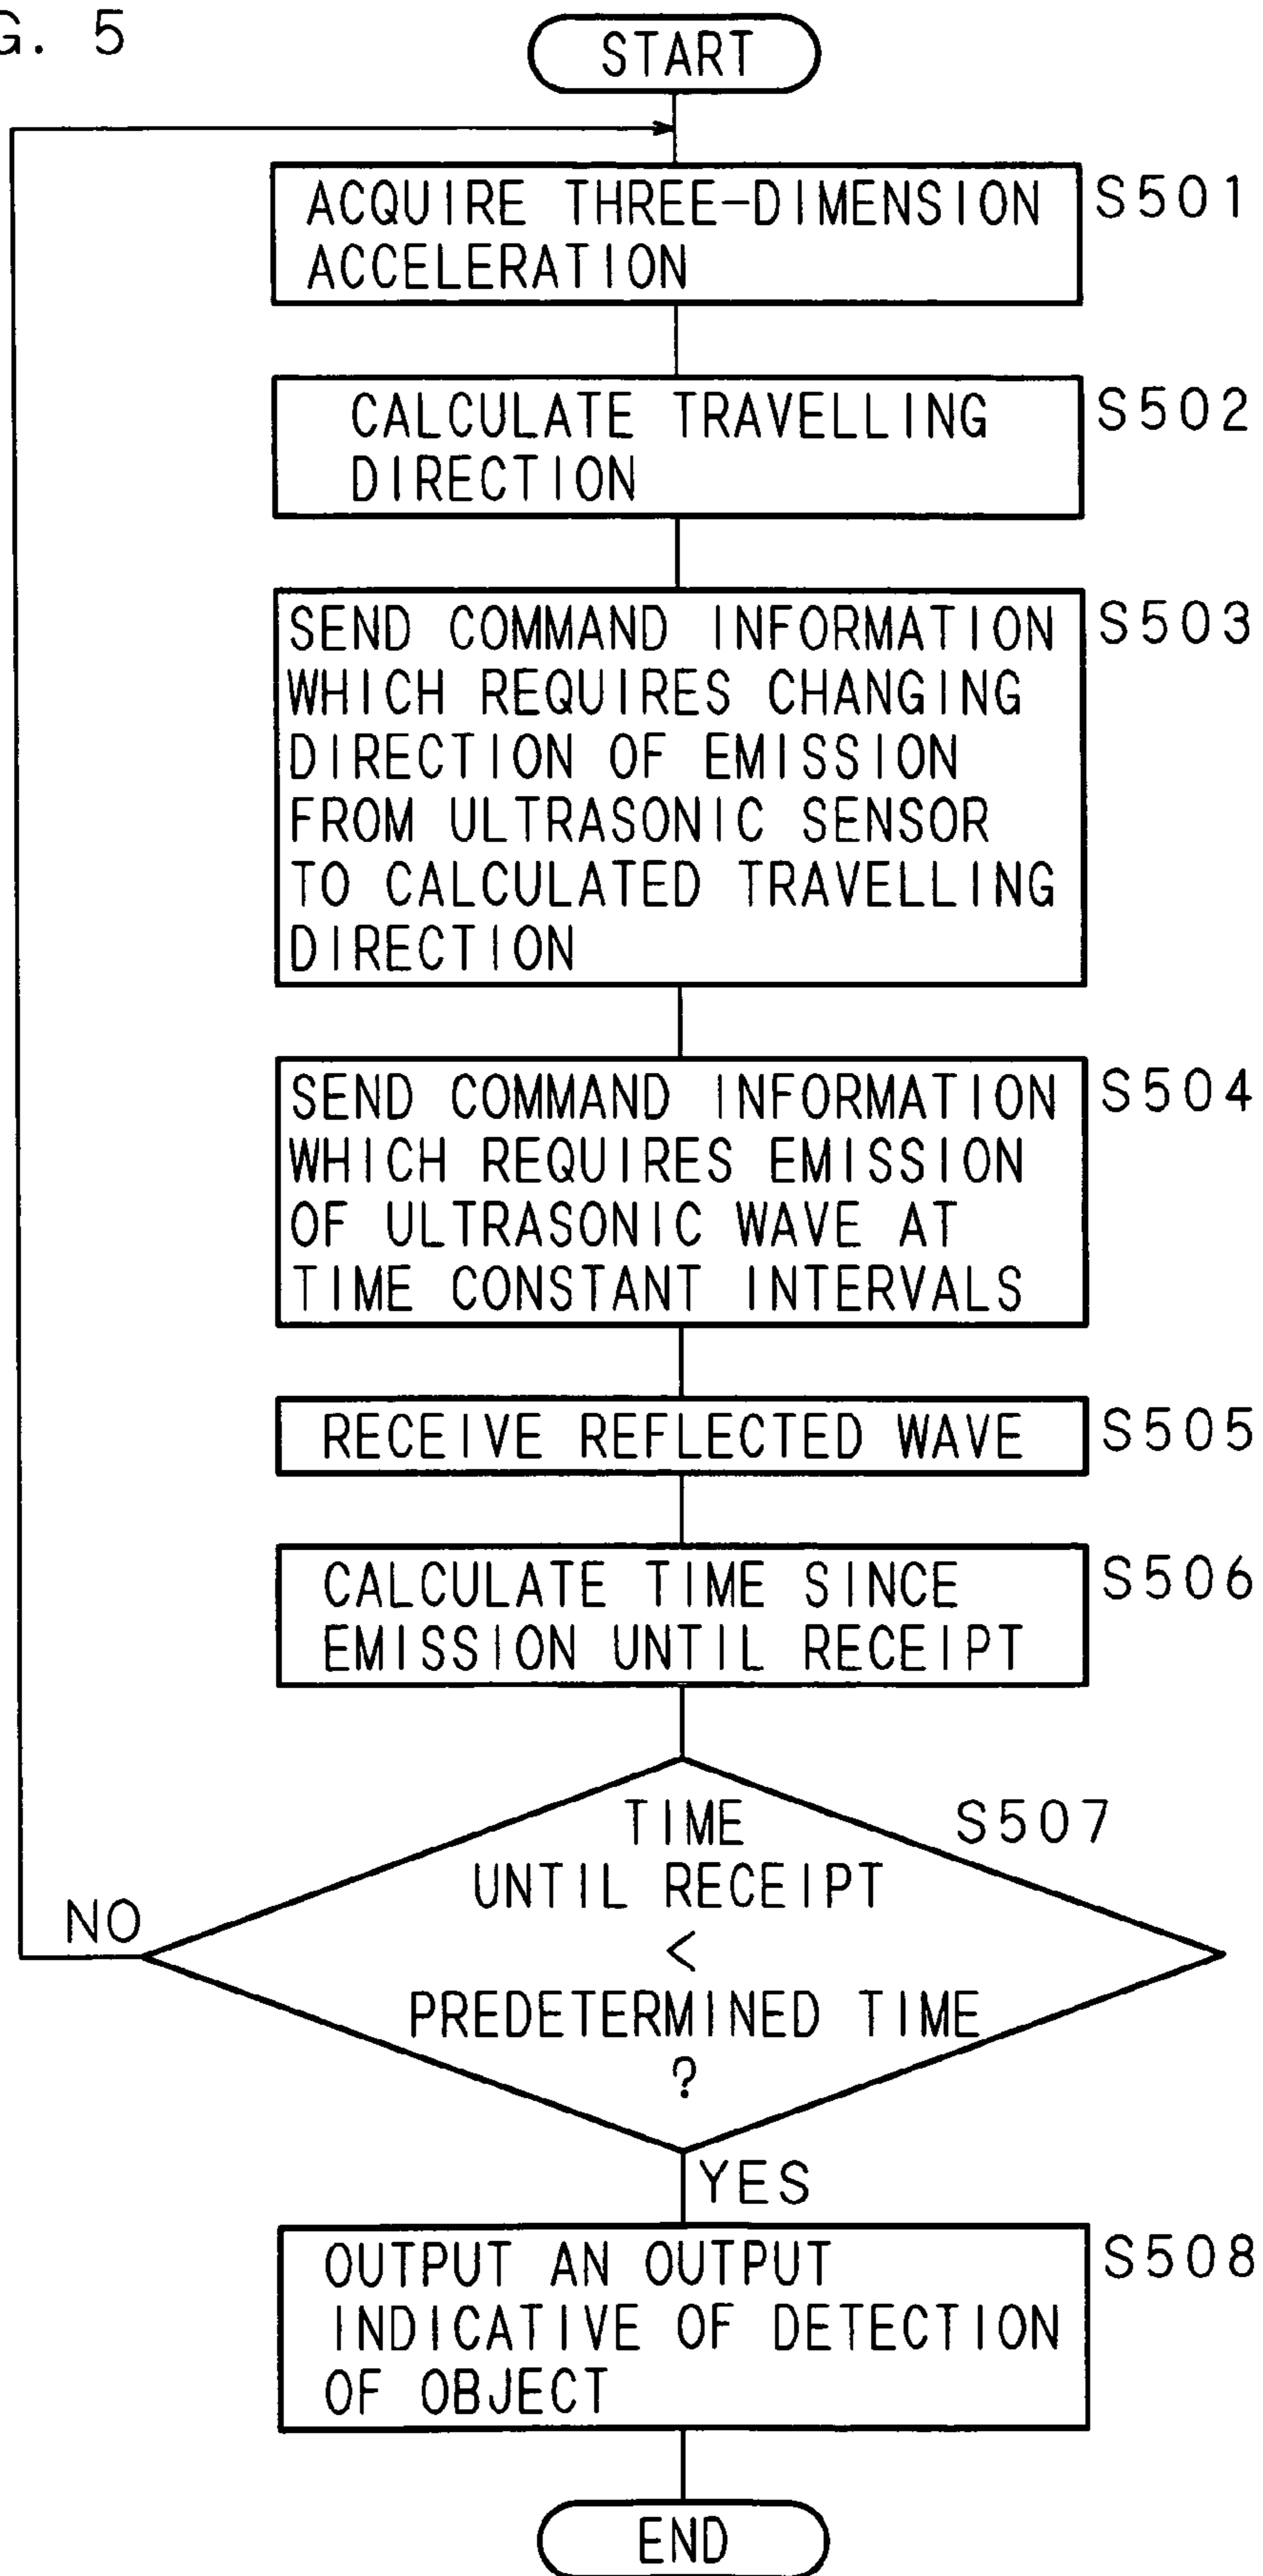 G. 5
START
ACQUIRE THREE-DIMENSION
ACCELERATION
S501
CALCULATE TRAVELLING
DIRECTION
S502
SEND COMMAND INFORMATION
WHICH REQUIRES CHANGING
DIRECTION OF EMISSION
FROM ULTRASONIC SENSOR
TO CALCULATED TRAVELLING
DIRECTION
S503
SEND COMMAND INFORMATION
WHICH REQUIRES EMISSION
OF ULTRASONIC WAVE AT
TIME CONSTANT INTERVALS
S504
RECEIVE REFLECTED WAVE
S505
CALCULATE TIME SINCE
EMISSION UNTIL RECEIPT
S506
TIME
UNTIL RECEIPT
<
PREDETERMINED TIME
?
S507
NO
YES
OUTPUT AN OUTPUT
INDICATIVE OF DETECTION
OF OBJECT
S508
END